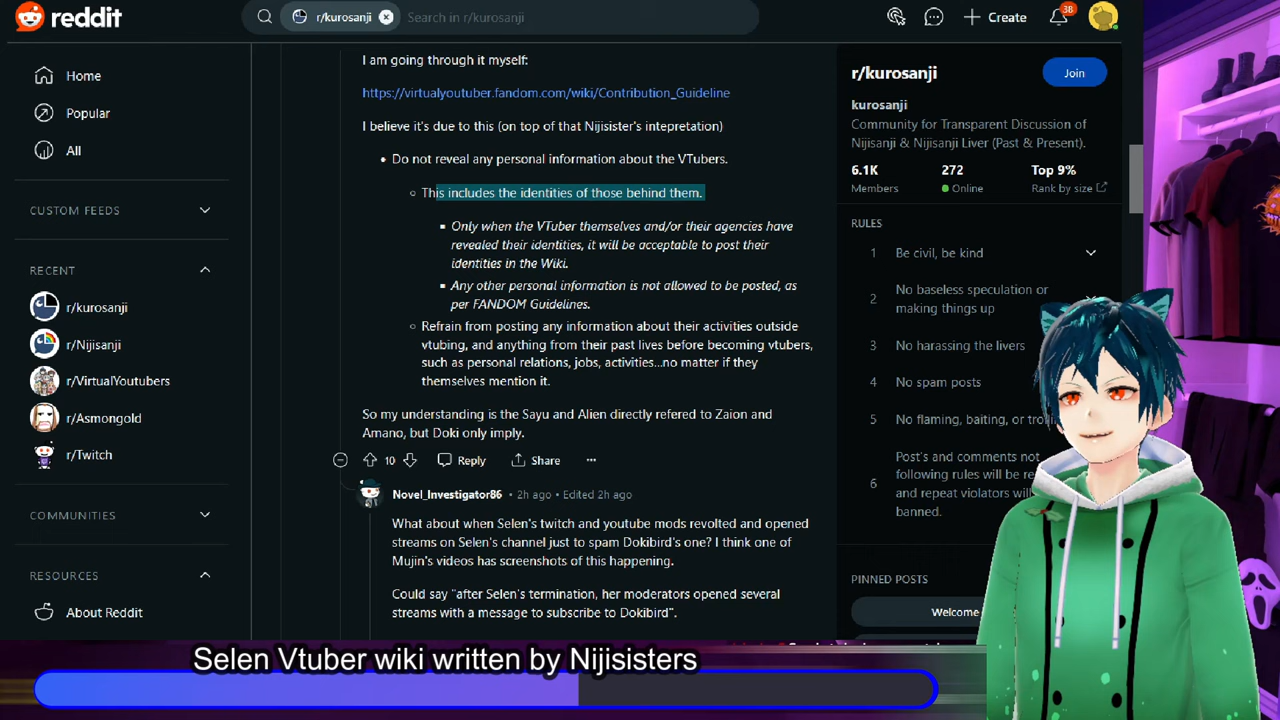 reddit
r/kurosanji
Search in r/kurosanji
Create
38
Home
Popular
All
CUSTOM FEEDS
RECENT
r/kurosanji
r/Nijisanji
r/VirtualYoutubers
r/Asmongold
r/Twitch
COMMUNITIES
RESOURCES
About Reddit
I am going through it myself:
https://virtualyoutuber.fandom.com/wiki/Contribution_Guideline
I believe it's due to this (on top of that Nijisister's intepretation)
Do not reveal any personal information about the VTubers.
This includes the identities of those behind them.
Only when the VTuber themselves and/or their agencies have
revealed their identities, it will be acceptable to post their
identities in the Wiki.
Any other personal information is not allowed to be posted, as
per FANDOM Guidelines.
Refrain from posting any information about their activities outside
vtubing, and anything from their past lives before becoming vtubers,
such as personal relations, jobs, activities...no matter if they
themselves mention it.
So my understanding is the Sayu and Alien directly refered to Zaion and
Amano, but Doki only imply.
10
Reply
Share
Novel_Investigator86 • 2h ago • Edited 2h ago
What about when Selen's twitch and youtube mods revolted and opened
streams on Selen's channel just to spam Dokibird's one? I think one of
Mujin's videos has screenshots of this happening.
Could say "after Selen's termination, her moderators opened several
streams with a message to subscribe to Dokibird".
r/kurosanji
Join
kurosanji
Community for Transparent Discussion of
Nijisanji & Nijisanji Liver (Past & Present).
6.1K
272
Top 9%
Members
Online
Rank by size
RULES
1 Be civil, be kind
2 No baseless speculation or
making things up
3 No harassing the livers
4 No spam posts
5 No flaming, baiting, or
Post's and comments not
following rules will be
6 and repeat violators
banned.
PINNED POSTS
Welcome
Selen Vtuber wiki written by Nijisisters